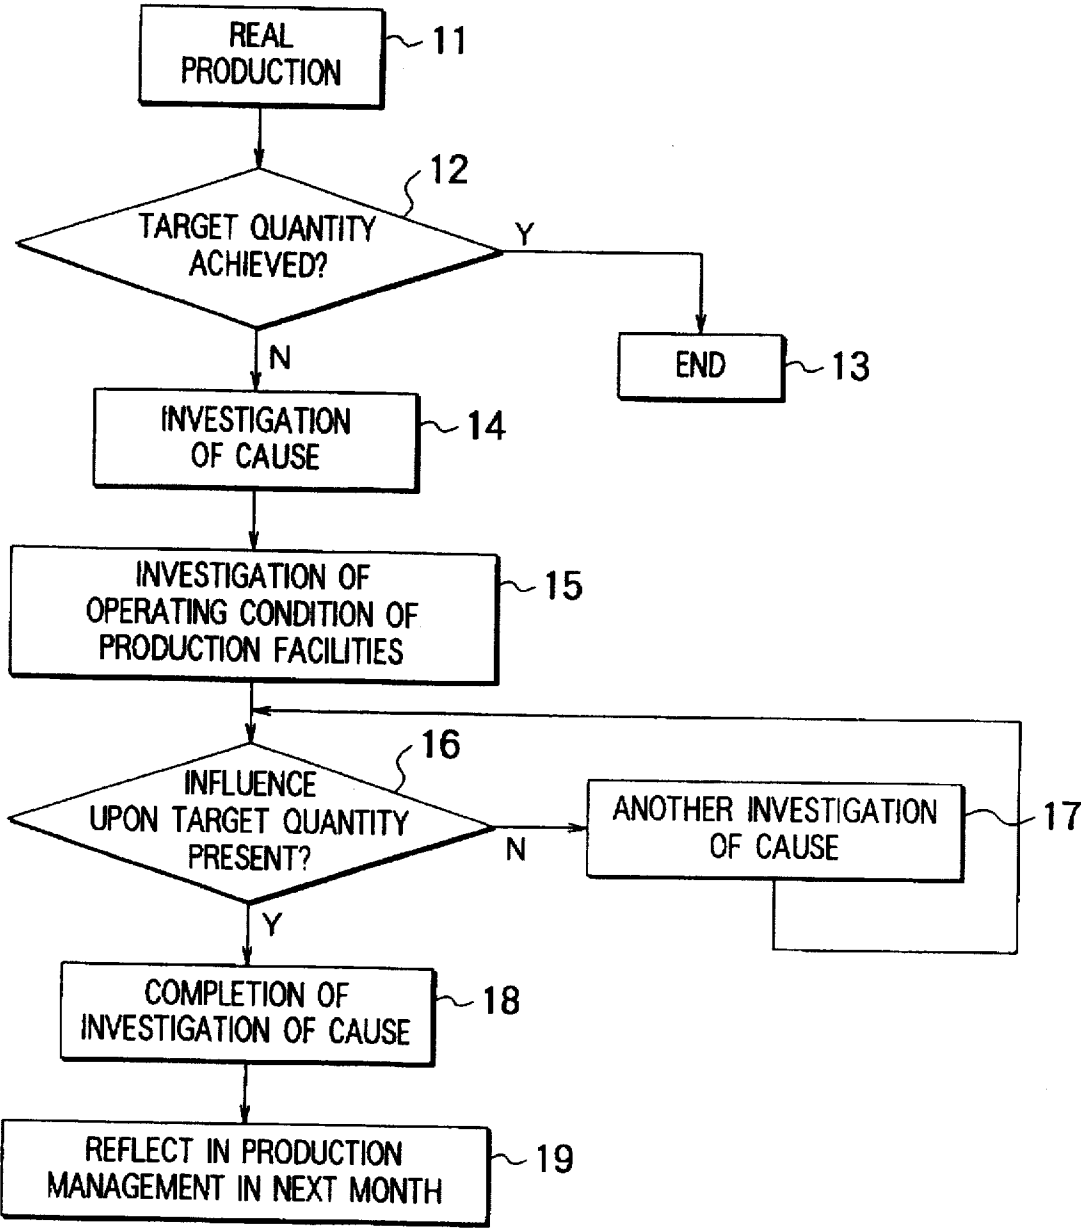 REAL
PRODUCTION
11
12
TARGET QUANTITY
ACHIEVED?
Y
N
END
13
INVESTIGATION
OF CAUSE
14
INVESTIGATION OF
OPERATING CONDITION OF
PRODUCTION FACILITIES
15
16
INFLUENCE
UPON TARGET QUANTITY
PRESENT?
N
Y
ANOTHER INVESTIGATION
OF CAUSE
17
COMPLETION OF
INVESTIGATION OF CAUSE
18
REFLECT IN PRODUCTION
MANAGEMENT IN NEXT MONTH
19